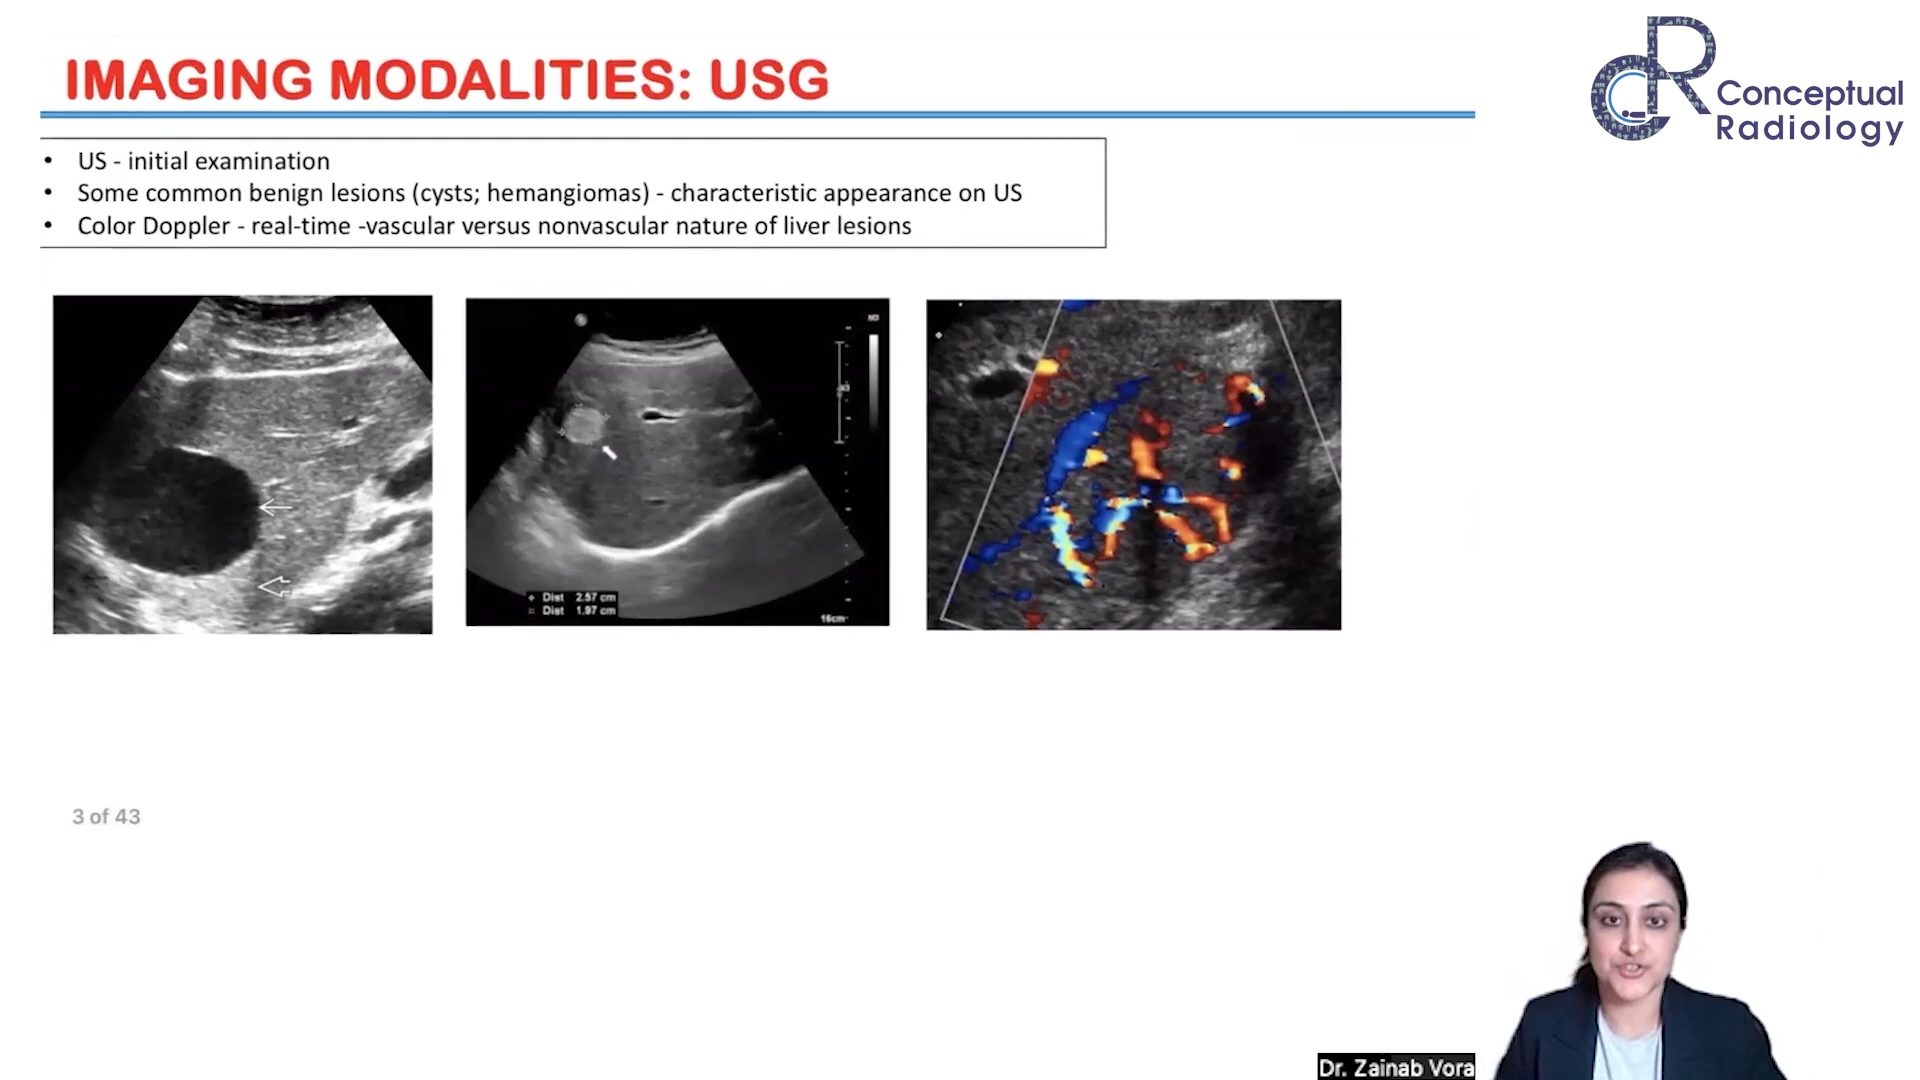 IMAGING MODALITIES: USG
Conceptual
Radiology
• US - initial examination
• Some common benign lesions (cysts; hemangiomas) - characteristic appearance on US
• Color Doppler - real-time -vascular versus nonvascular nature of liver lesions
Dist 2.57 cm
Dist 1.97 cm
16cm
3 of 43
Dr. Zainab Vora